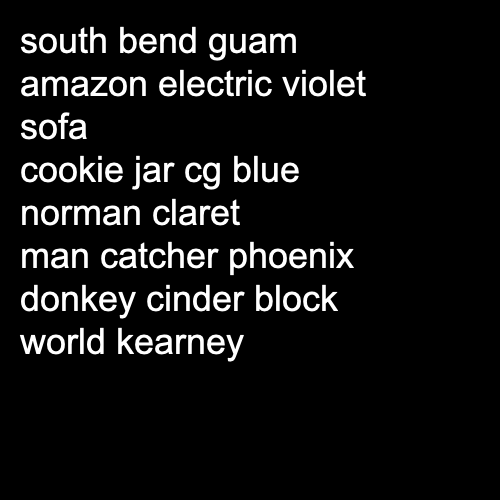 south bend guam
amazon electric violet
sofa
cookie jar cg blue
norman claret
man catcher phoenix
donkey cinder block
world kearney